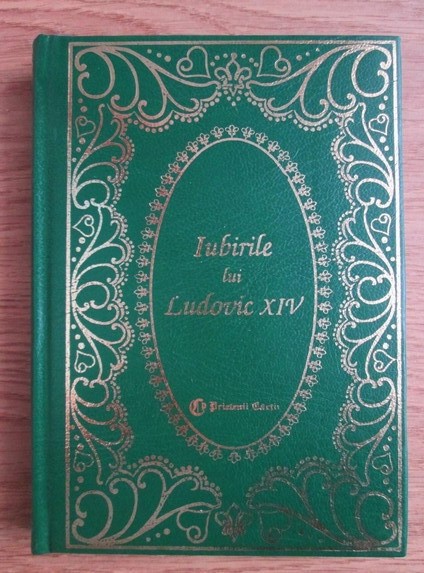 Iubirile
lui
Ludovic XIV
Prietenii Cărții